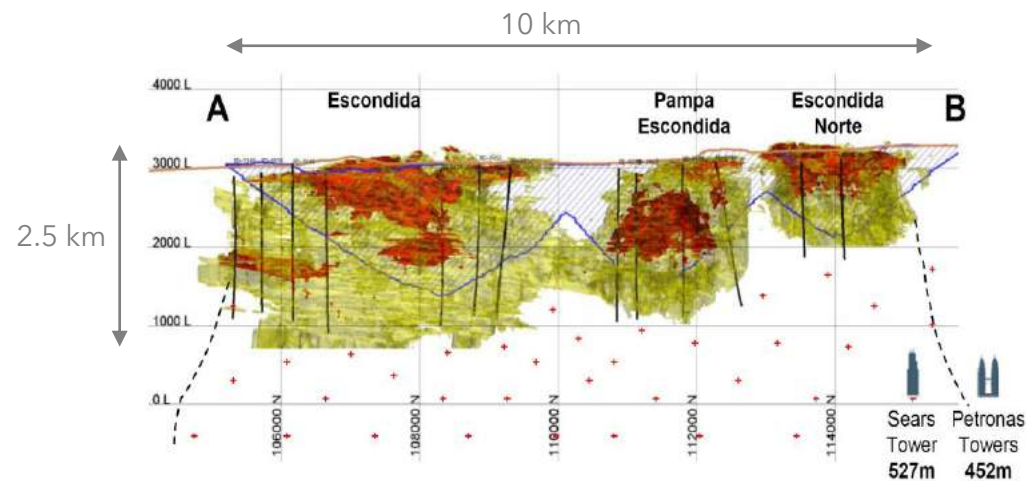 10 km
4000 L
A
Escondida
Pampa
Escondida
Escondida
Norte
B
3000 L
2.5 km
2000 L
1000 L
0 L
106000 N
108000 N
110000 N
112000 N
114000 N
Sears
Tower
527m
Petronas
Towers
452m